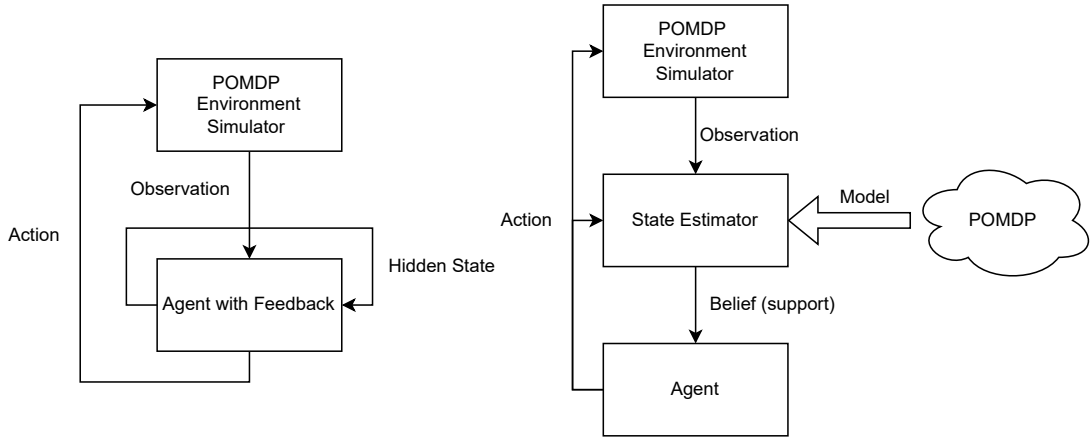 POMDP
Environment
Simulator
Observation
Action
Hidden State
Agent with Feedback
POMDP
Environment
Simulator
Observation
Action
State Estimator
Model
POMDP
Belief (support)
Agent